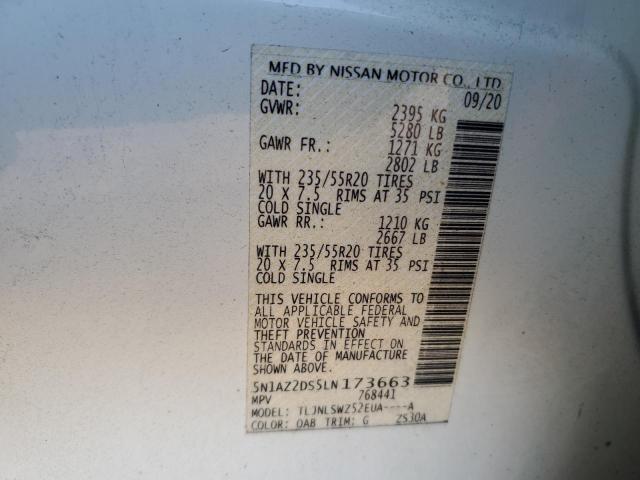 MFD BY NISSAN MOTOR CO., LTD
DATE: 09/20
GVWR: 2395 KG
5280 LB
GAWR FR.: 1271 KG
2802 LB
WITH 235/55R20 TIRES
20 X 7.5 RIMS AT 35 PSI
COLD SINGLE
GAWR RR.: 1210 KG
2667 LB
WITH 235/55R20 TIRES
20 X 7.5 RIMS AT 35 PSI
COLD SINGLE
THIS VEHICLE CONFORMS TO
ALL APPLICABLE FEDERAL
MOTOR VEHICLE SAFETY AND
THEFT PREVENTION
STANDARDS IN EFFECT ON
THE DATE OF MANUFACTURE
SHOWN ABOVE.
5N1AZ2DS5LN173663
MPV 768441
MODEL: TLJNLSWZ52EUA----A
COLOR: QAB TRIM: G Z530A